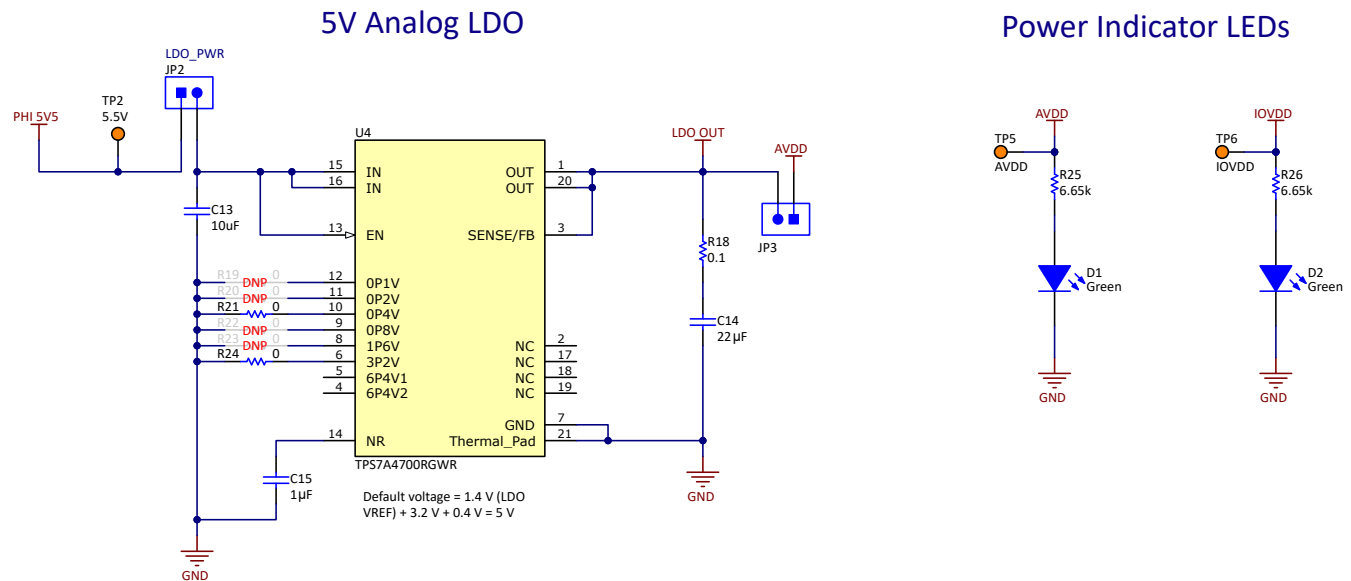 5V Analog LDO
Power Indicator LEDs
LDO_PWR
JP2
TP2
5.5V
PHI 5V5
U4
LDO OUT
AVDD
15 IN OUT 1
16 IN OUT 20
13 EN SENSE/FB 3
C13
10uF
R18
0.1
JP3
R19 DNP 0 12 0P1V
R20 DNP 0 11 0P2V
R21 0 10 0P4V
R22 DNP 0 9 0P8V
R23 DNP 0 8 1P6V NC 2
R24 0 6 3P2V NC 17
5 6P4V1 NC 18
4 6P4V2 NC 19
C14
22µF
GND 7
14 NR Thermal_Pad 21
TPS7A4700RGWR
C15
1µF
Default voltage = 1.4 V (LDO
VREF) + 3.2 V + 0.4 V = 5 V
GND
GND
AVDD
TP5
AVDD
R25
6.65k
D1
Green
GND
IOVDD
TP6
IOVDD
R26
6.65k
D2
Green
GND